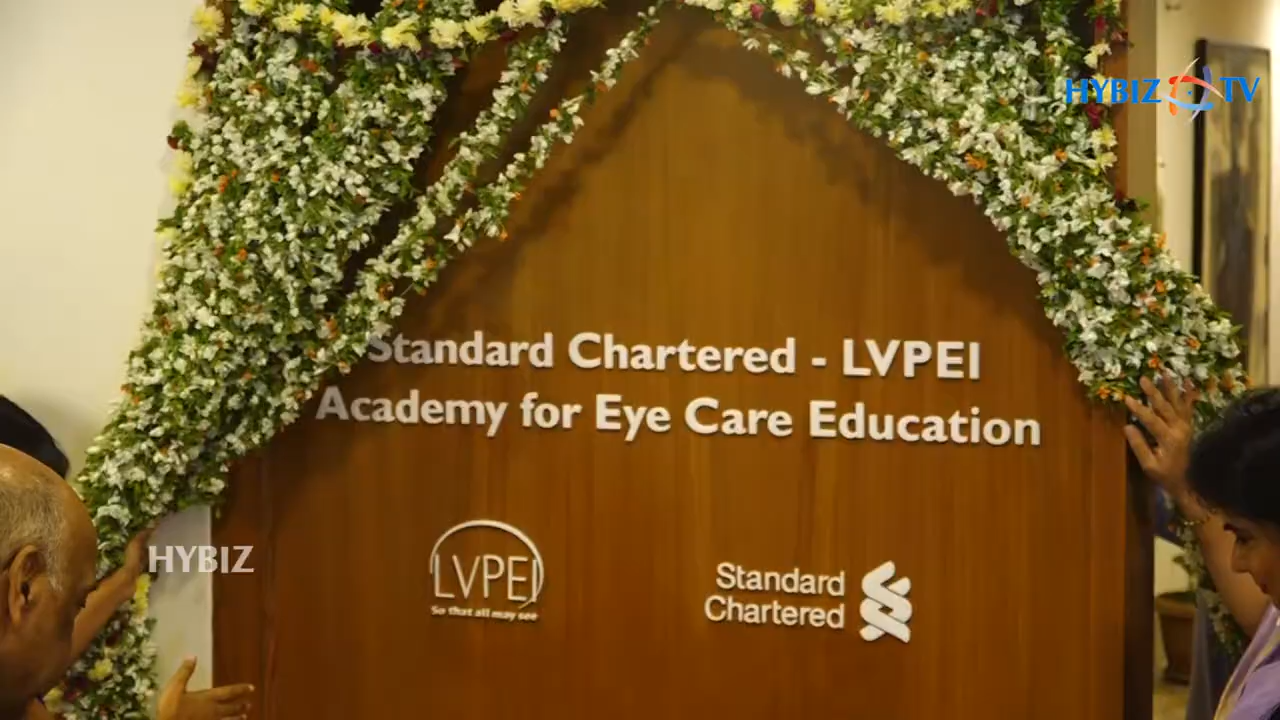 HYBIZ TV
Standard Chartered - LVPEI
Academy for Eye Care Education
HYBIZ
LVPEI
So that all may see
Standard
Chartered